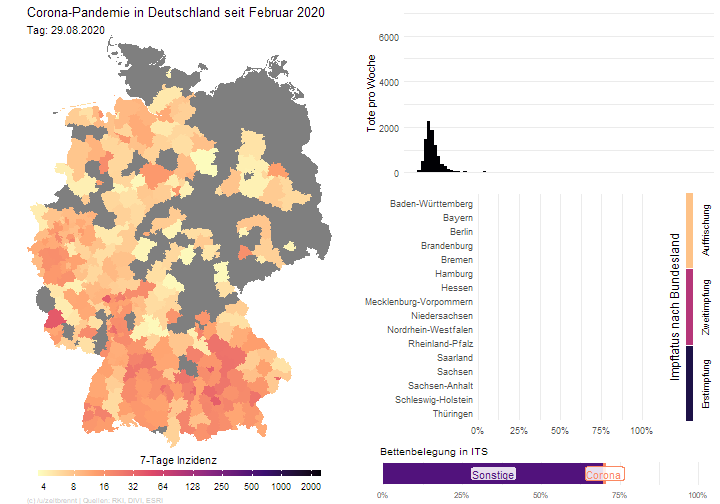 Corona-Pandemie in Deutschland seit Februar 2020
Tag: 29.08.2020
7-Tage Inzidenz
4 8 16 32 64 128 250 500 1000 2000
(c) /u/zeitbrennt | Quellen: RKI, DIVI, ESRI
Tote pro Woche
6000
4000
2000
0
Baden-Württemberg
Bayern
Berlin
Brandenburg
Bremen
Hamburg
Hessen
Mecklenburg-Vorpommern
Niedersachsen
Nordrhein-Westfalen
Rheinland-Pfalz
Saarland
Sachsen
Sachsen-Anhalt
Schleswig-Holstein
Thüringen
0% 25% 50% 75% 100%
Impfstatus nach Bundesland
Auffrischung
Zweitimpfung
Erstimpfung
Bettenbelegung in ITS
Sonstige
Corona
0% 25% 50% 75% 100%